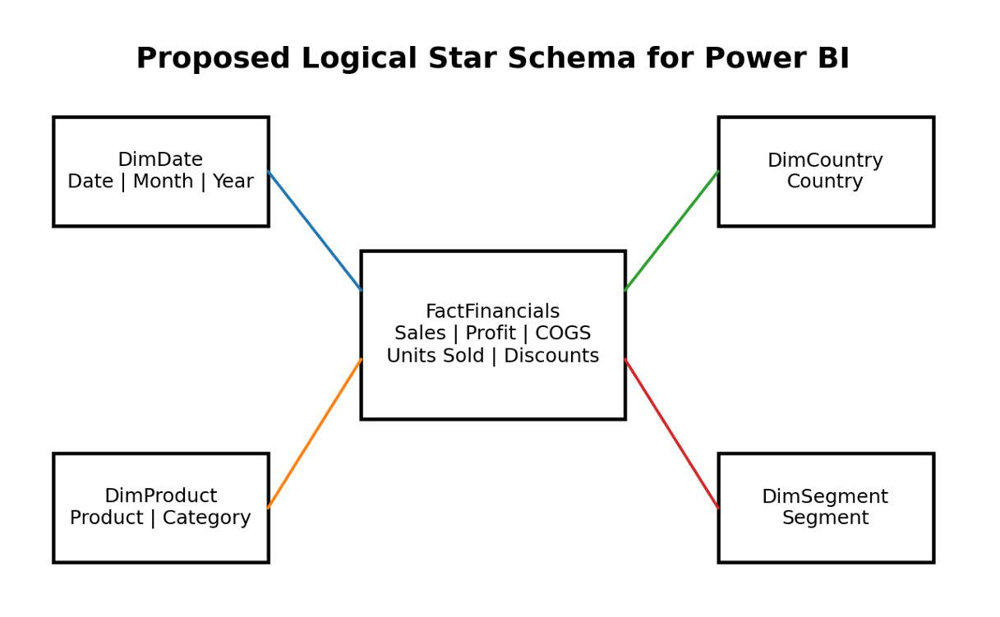 Proposed Logical Star Schema for Power BI
DimDate
Date | Month | Year
DimCountry
Country
FactFinancials
Sales | Profit | COGS
Units Sold | Discounts
DimProduct
Product | Category
DimSegment
Segment